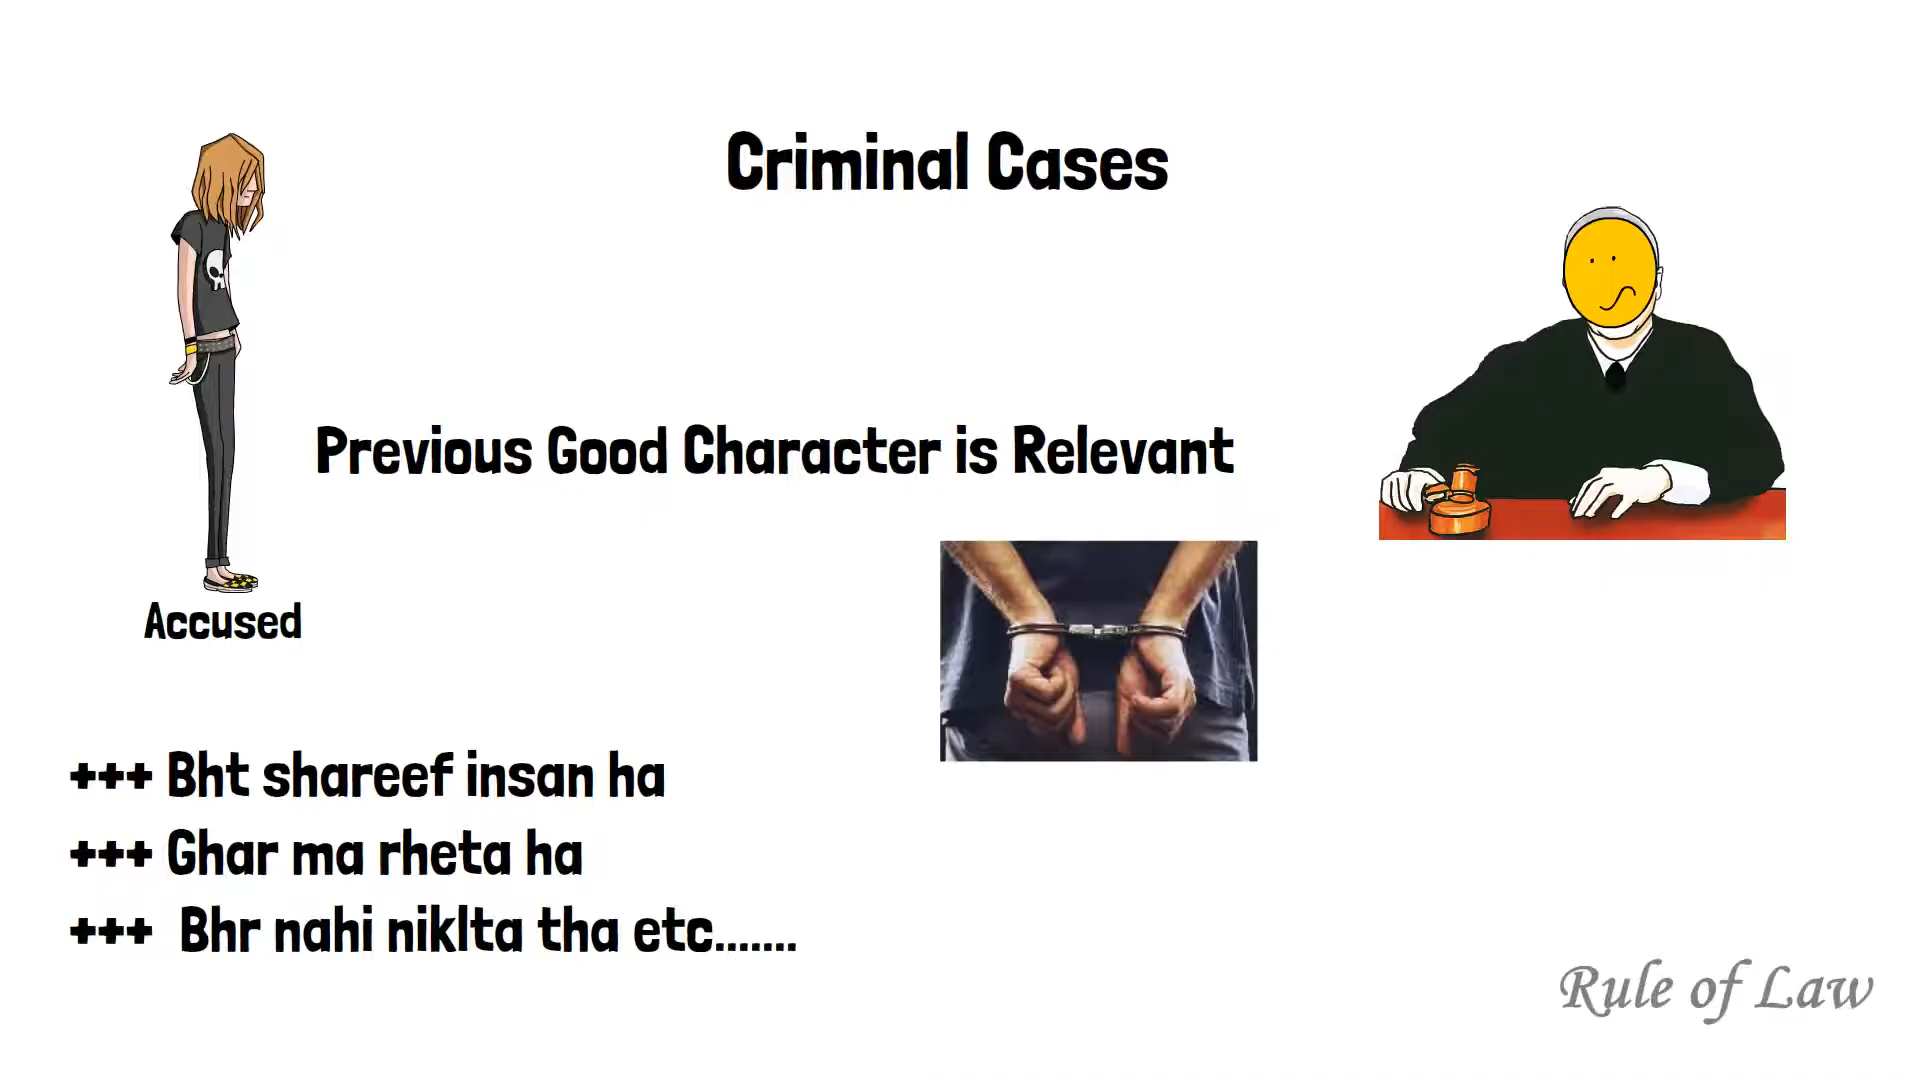 Criminal Cases
Previous Good Character is Relevant
Accused
+++ Bht shareef insan ha
+++ Ghar ma rheta ha
+++ Bhr nahi niklta tha etc.......
Rule of Law